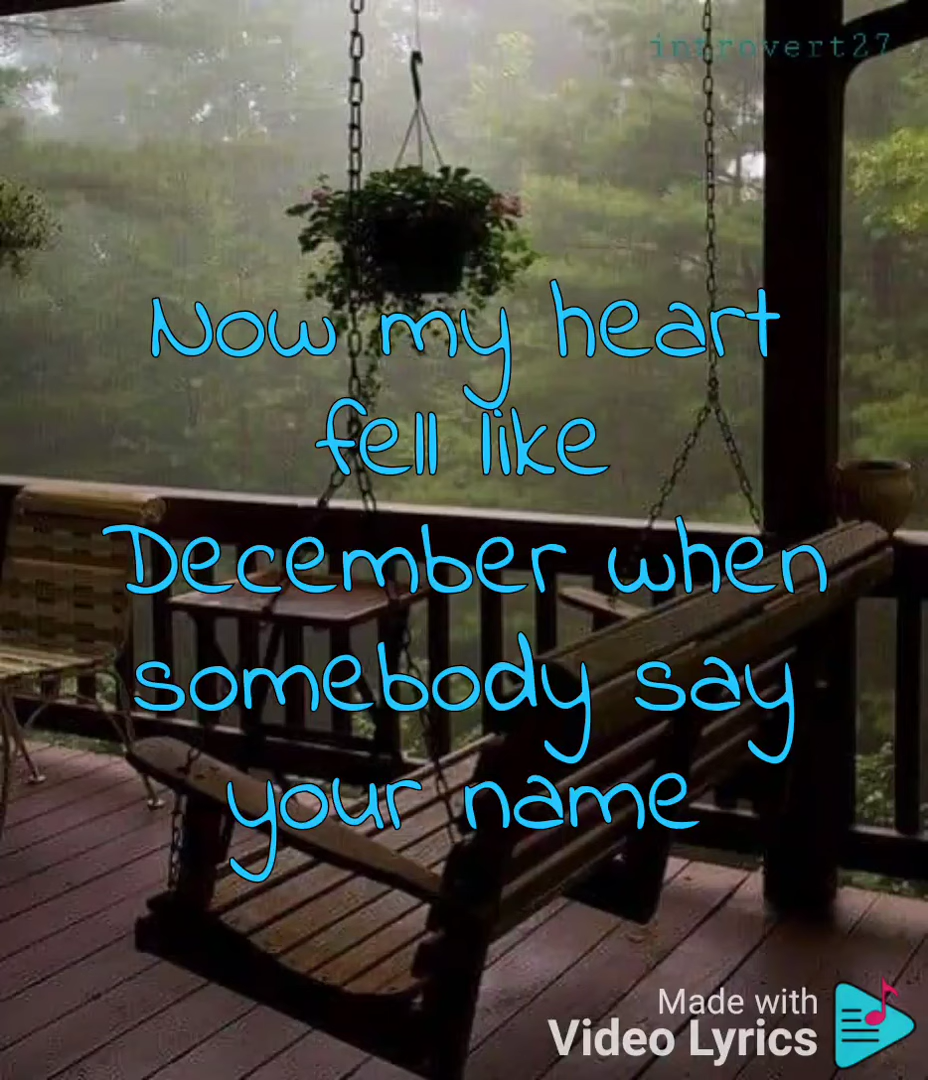 introvert27
Now my heart
fell like
December when
somebody say
your name
Made with
Video Lyrics